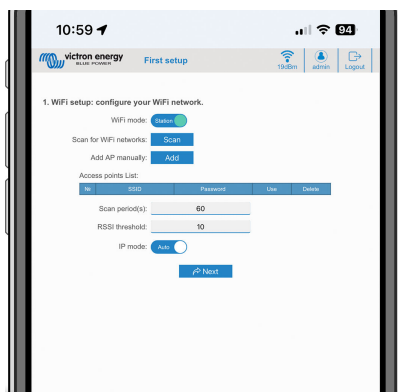 10:59
94
victron energy
BLUE POWER
First setup
19dBm
admin
Logout
1. WiFi setup: configure your WiFi network.
WiFi mode: Station
Scan for WiFi networks: Scan
Add AP manually: Add
Access points List:
№ SSID Password Use Delete
Scan period(s): 60
RSSI threshold: 10
IP mode: Auto
Next